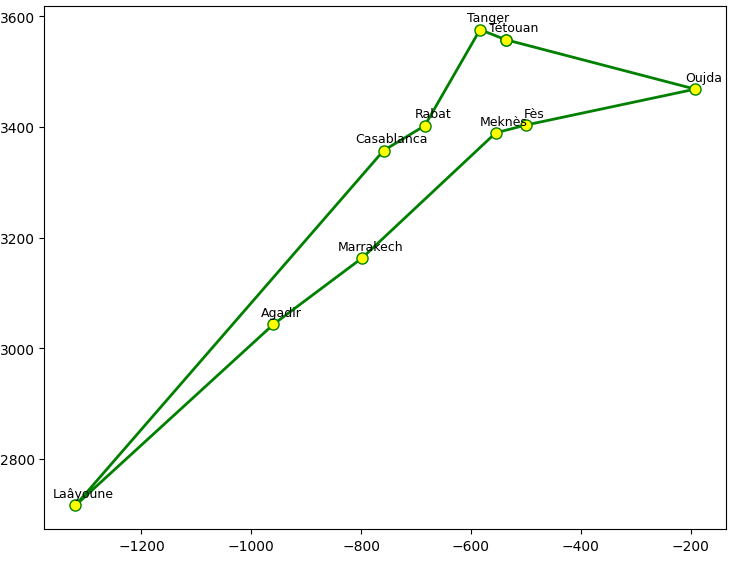 3600
Tanger
Tétouan
Oujda
3400
Rabat
Fès
Meknès
Casablanca
3200
Marrakech
3000
Agadir
2800
Laâyoune
−1200 −1000 −800 −600 −400 −200